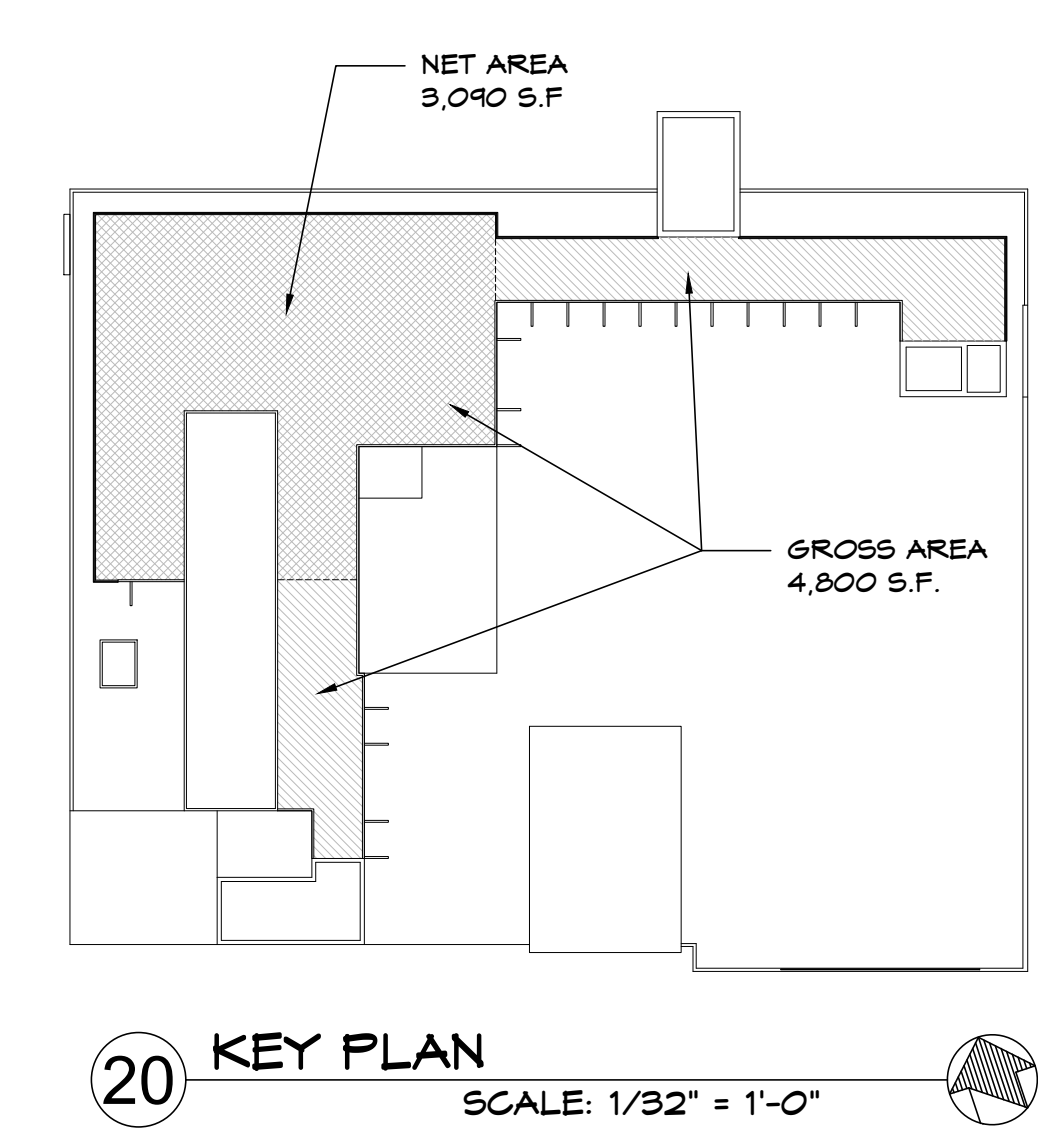 NET AREA
3,090 S.F
GROSS AREA
4,800 S.F.
20
KEY PLAN
SCALE: 1/32" = 1'-0"